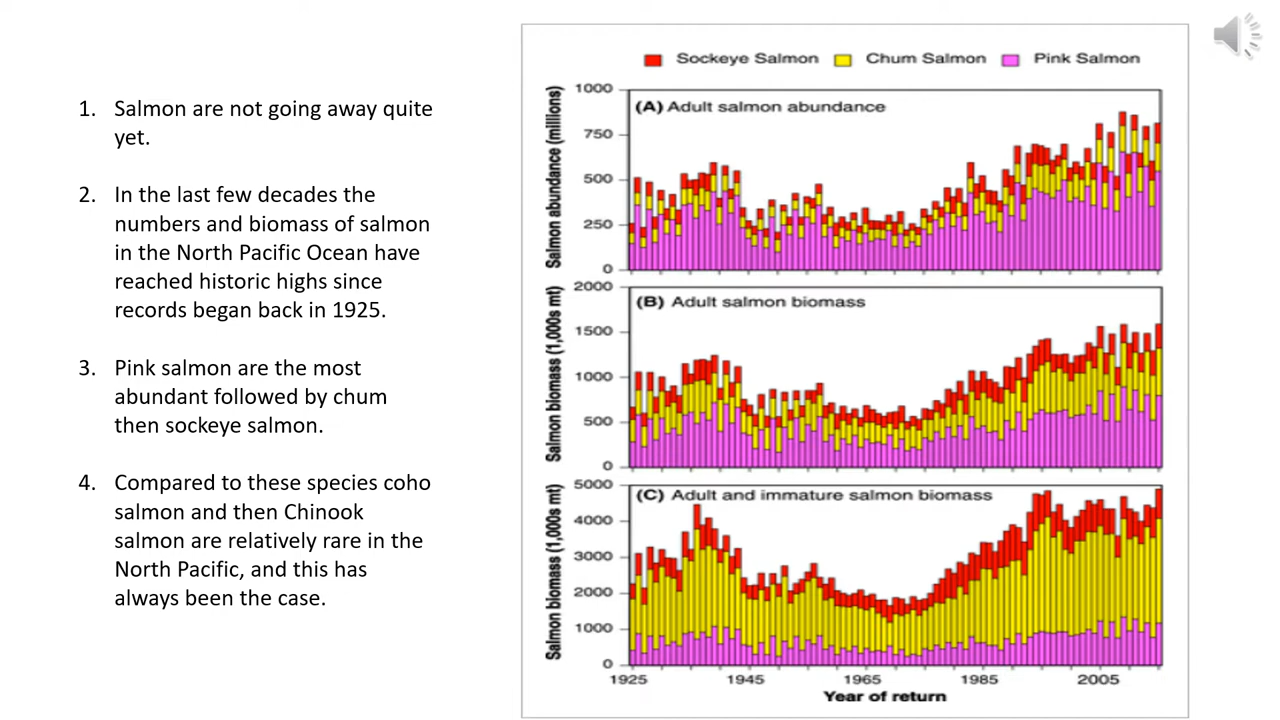 1. Salmon are not going away quite
yet.
2. In the last few decades the
numbers and biomass of salmon
in the North Pacific Ocean have
reached historic highs since
records began back in 1925.
3. Pink salmon are the most
abundant followed by chum
then sockeye salmon.
4. Compared to these species coho
salmon and then Chinook
salmon are relatively rare in the
North Pacific, and this has
always been the case.
Sockeye Salmon Chum Salmon Pink Salmon
(A) Adult salmon abundance
Salmon abundance (millions)
1000
750
500
250
0
(B) Adult salmon biomass
Salmon biomass (1,000s mt)
2000
1500
1000
500
0
(C) Adult and immature salmon biomass
Salmon biomass (1,000s mt)
5000
4000
3000
2000
1000
0
1925 1945 1965 1985 2005
Year of return